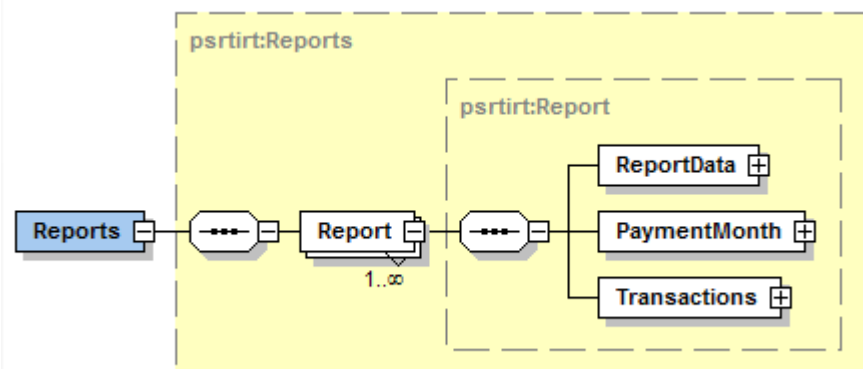 psrtirt:Reports
psrtirt:Report
ReportData
Reports
Report
PaymentMonth
1..∞
Transactions